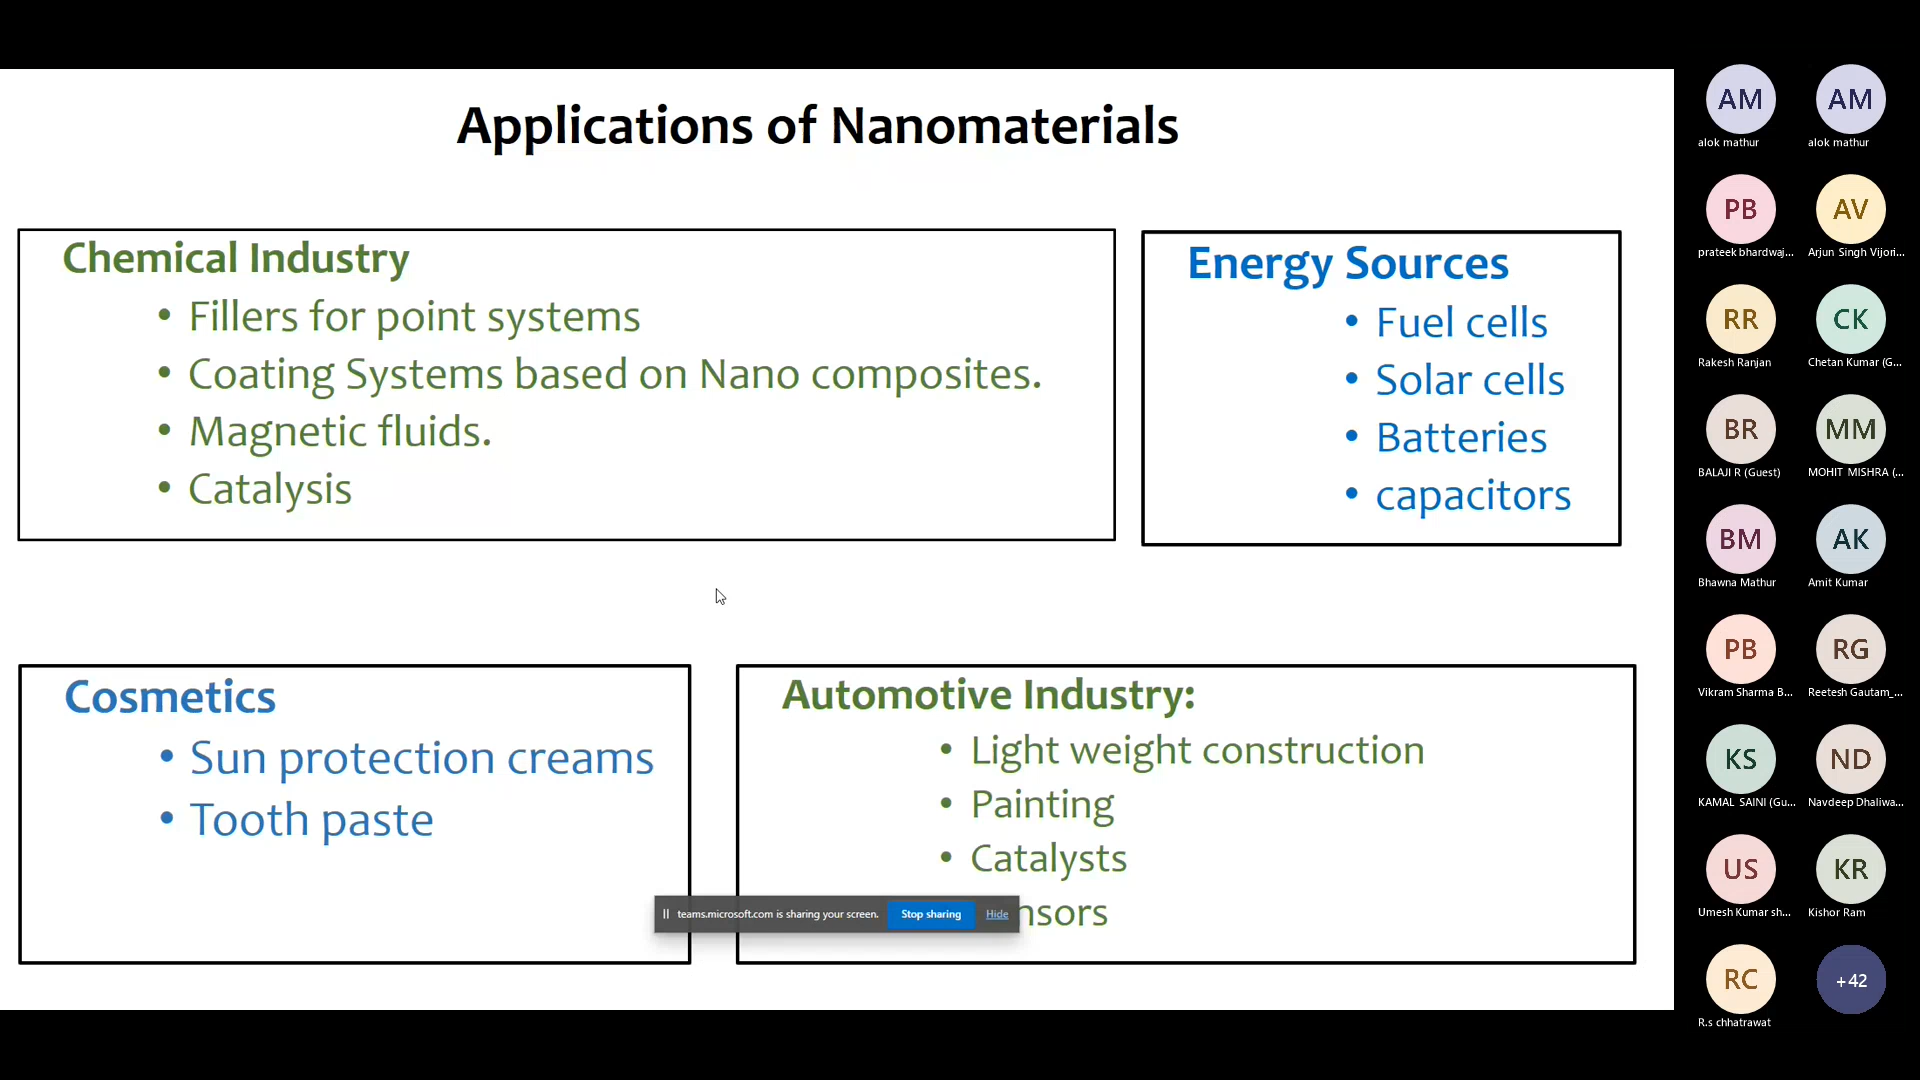 Applications of Nanomaterials
Chemical Industry
• Fillers for point systems
• Coating Systems based on Nano composites.
• Magnetic fluids.
• Catalysis
Energy Sources
• Fuel cells
• Solar cells
• Batteries
• capacitors
Cosmetics
• Sun protection creams
• Tooth paste
Automotive Industry:
• Light weight construction
• Painting
• Catalysts
nsors
teams.microsoft.com is sharing your screen. Stop sharing Hide
AM AM
alok mathur alok mathur
PB AV
prateek bhardwaj... Arjun Singh Vijori...
RR CK
Rakesh Ranjan Chetan Kumar (G...
BR MM
BALAJI R (Guest) MOHIT MISHRA (...
BM AK
Bhawna Mathur Amit Kumar
PB RG
Vikram Sharma B... Reetesh Gautam_...
KS ND
KAMAL SAINI (Gu... Navdeep Dhaliwa...
US KR
Umesh Kumar sh... Kishor Ram
RC +42
R.s chhatrawat